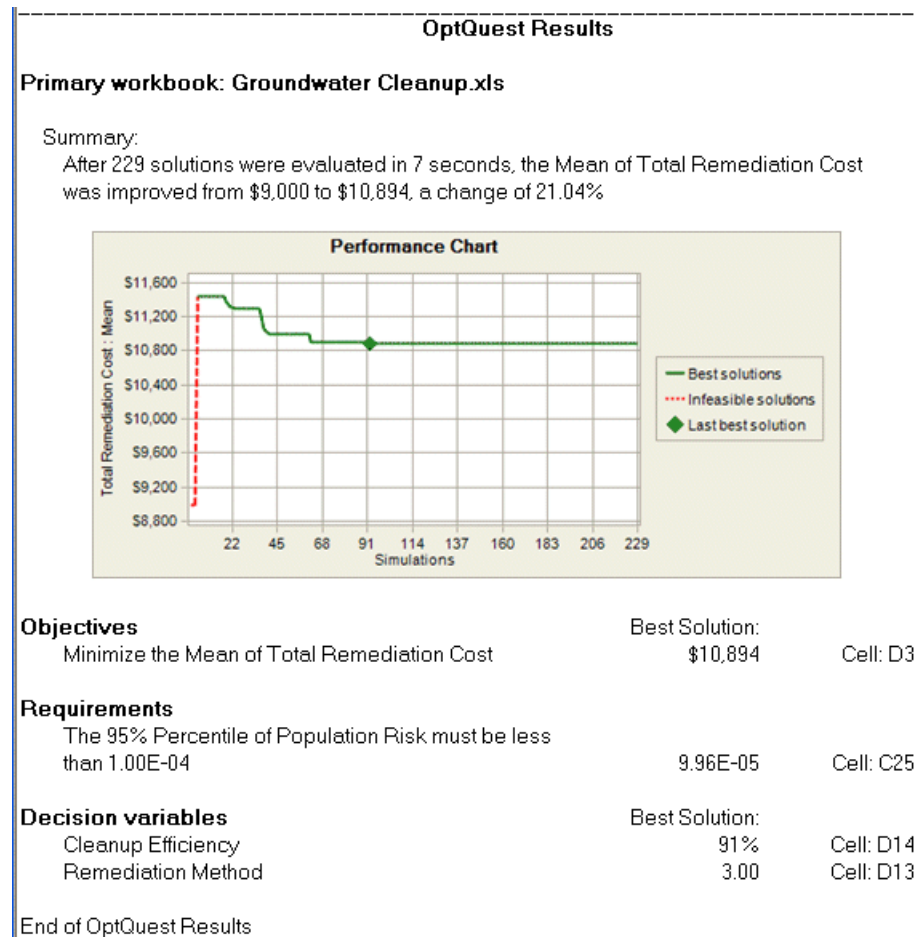 OptQuest Results
Primary workbook: Groundwater Cleanup.xls
Summary:
After 229 solutions were evaluated in 7 seconds, the Mean of Total Remediation Cost
was improved from $9,000 to $10,894, a change of 21.04%
Performance Chart
Total Remediation Cost : Mean
$11,600
$11,200
$10,800
$10,400
$10,000
$9,600
$9,200
$8,800
22 45 68 91 114 137 160 183 206 229
Simulations
Best solutions
Infeasible solutions
Last best solution
Objectives Best Solution:
Minimize the Mean of Total Remediation Cost $10,894 Cell: D3
Requirements
The 95% Percentile of Population Risk must be less
than 1.00E-04 9.96E-05 Cell: C25
Decision variables Best Solution:
Cleanup Efficiency 91% Cell: D14
Remediation Method 3.00 Cell: D13
End of OptQuest Results